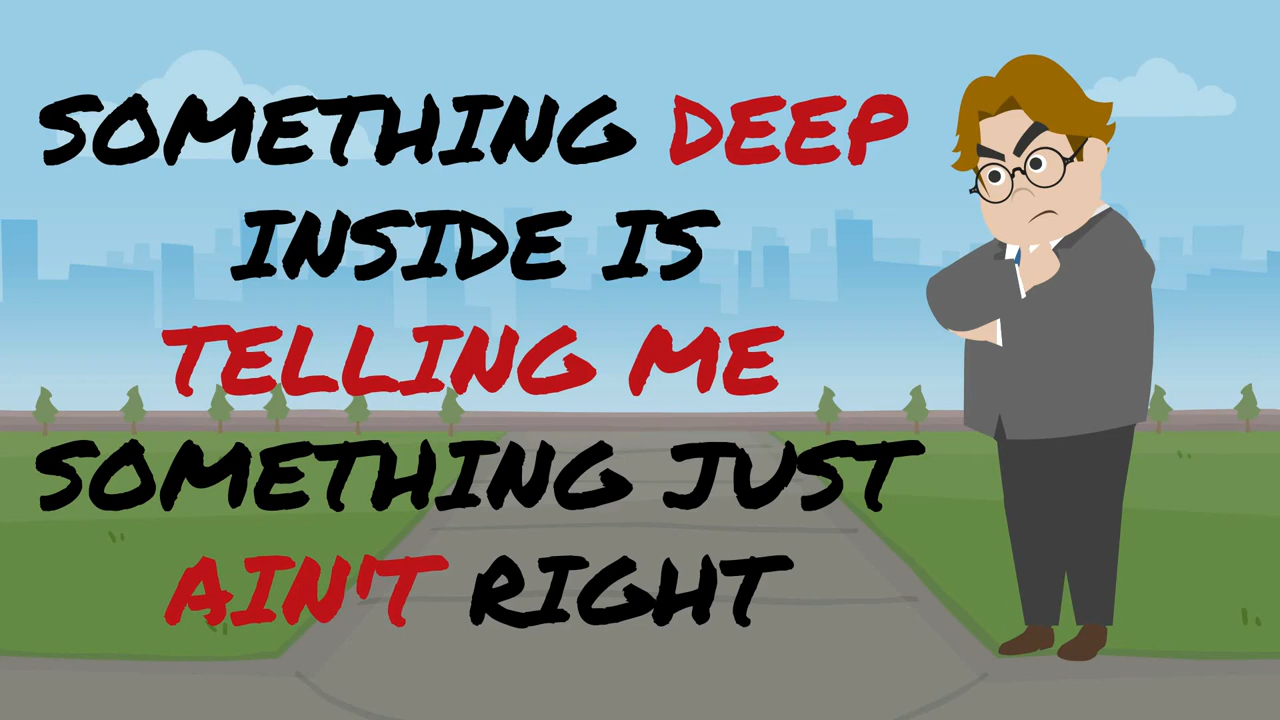 SOMETHING DEEP
INSIDE IS
TELLING ME
SOMETHING JUST
AIN'T RIGHT